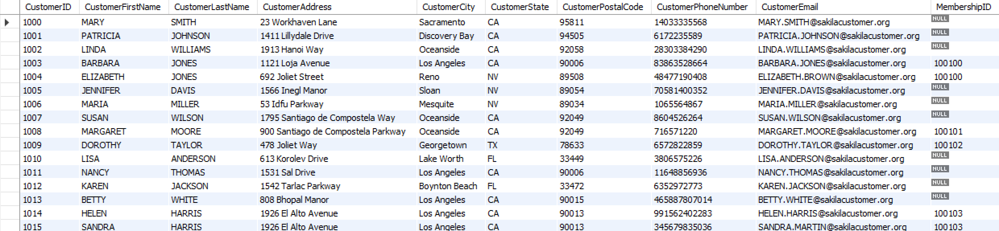 CustomerID CustomerFirstName CustomerLastName CustomerAddress CustomerCity CustomerState CustomerPostalCode CustomerPhoneNumber CustomerEmail MembershipID
1000 MARY SMITH 23 Workhaven Lane Sacramento CA 95811 14033335568 MARY.SMITH@sakilacustomer.org NULL
1001 PATRICIA JOHNSON 1411 Lillydale Drive Discovery Bay CA 94505 6172235589 PATRICIA.JOHNSON@sakilacustomer.org NULL
1002 LINDA WILLIAMS 1913 Hanoi Way Oceanside CA 92058 28303384290 LINDA.WILLIAMS@sakilacustomer.org NULL
1003 BARBARA JONES 1121 Loja Avenue Los Angeles CA 90006 83863528664 BARBARA.JONES@sakilacustomer.org 100100
1004 ELIZABETH JONES 692 Joliet Street Reno NV 89508 48477190408 ELIZABETH.BROWN@sakilacustomer.org 100100
1005 JENNIFER DAVIS 1566 Inegl Manor Sloan NV 89054 70581400352 JENNIFER.DAVIS@sakilacustomer.org NULL
1006 MARIA MILLER 53 Idfu Parkway Mesquite NV 89034 1065564867 MARIA.MILLER@sakilacustomer.org NULL
1007 SUSAN WILSON 1795 Santiago de Compostela Way Oceanside CA 92049 8604526264 SUSAN.WILSON@sakilacustomer.org NULL
1008 MARGARET MOORE 900 Santiago de Compostela Parkway Oceanside CA 92049 716571220 MARGARET.MOORE@sakilacustomer.org 100101
1009 DOROTHY TAYLOR 478 Joliet Way Georgetown TX 78633 6572822859 DOROTHY.TAYLOR@sakilacustomer.org 100102
1010 LISA ANDERSON 613 Korolev Drive Lake Worth FL 33449 3806575226 LISA.ANDERSON@sakilacustomer.org NULL
1011 NANCY THOMAS 1531 Sal Drive Los Angeles CA 90006 11648856936 NANCY.THOMAS@sakilacustomer.org NULL
1012 KAREN JACKSON 1542 Tarlac Parkway Boynton Beach FL 33472 6352972773 KAREN.JACKSON@sakilacustomer.org NULL
1013 BETTY WHITE 808 Bhopal Manor Los Angeles CA 90015 465887807014 BETTY.WHITE@sakilacustomer.org NULL
1014 HELEN HARRIS 1926 El Alto Avenue Los Angeles CA 90013 991562402283 HELEN.HARRIS@sakilacustomer.org 100103
1015 SANDRA HARRIS 1926 El Alto Avenue Los Angeles CA 90013 345679835036 SANDRA.MARTIN@sakilacustomer.org 100103